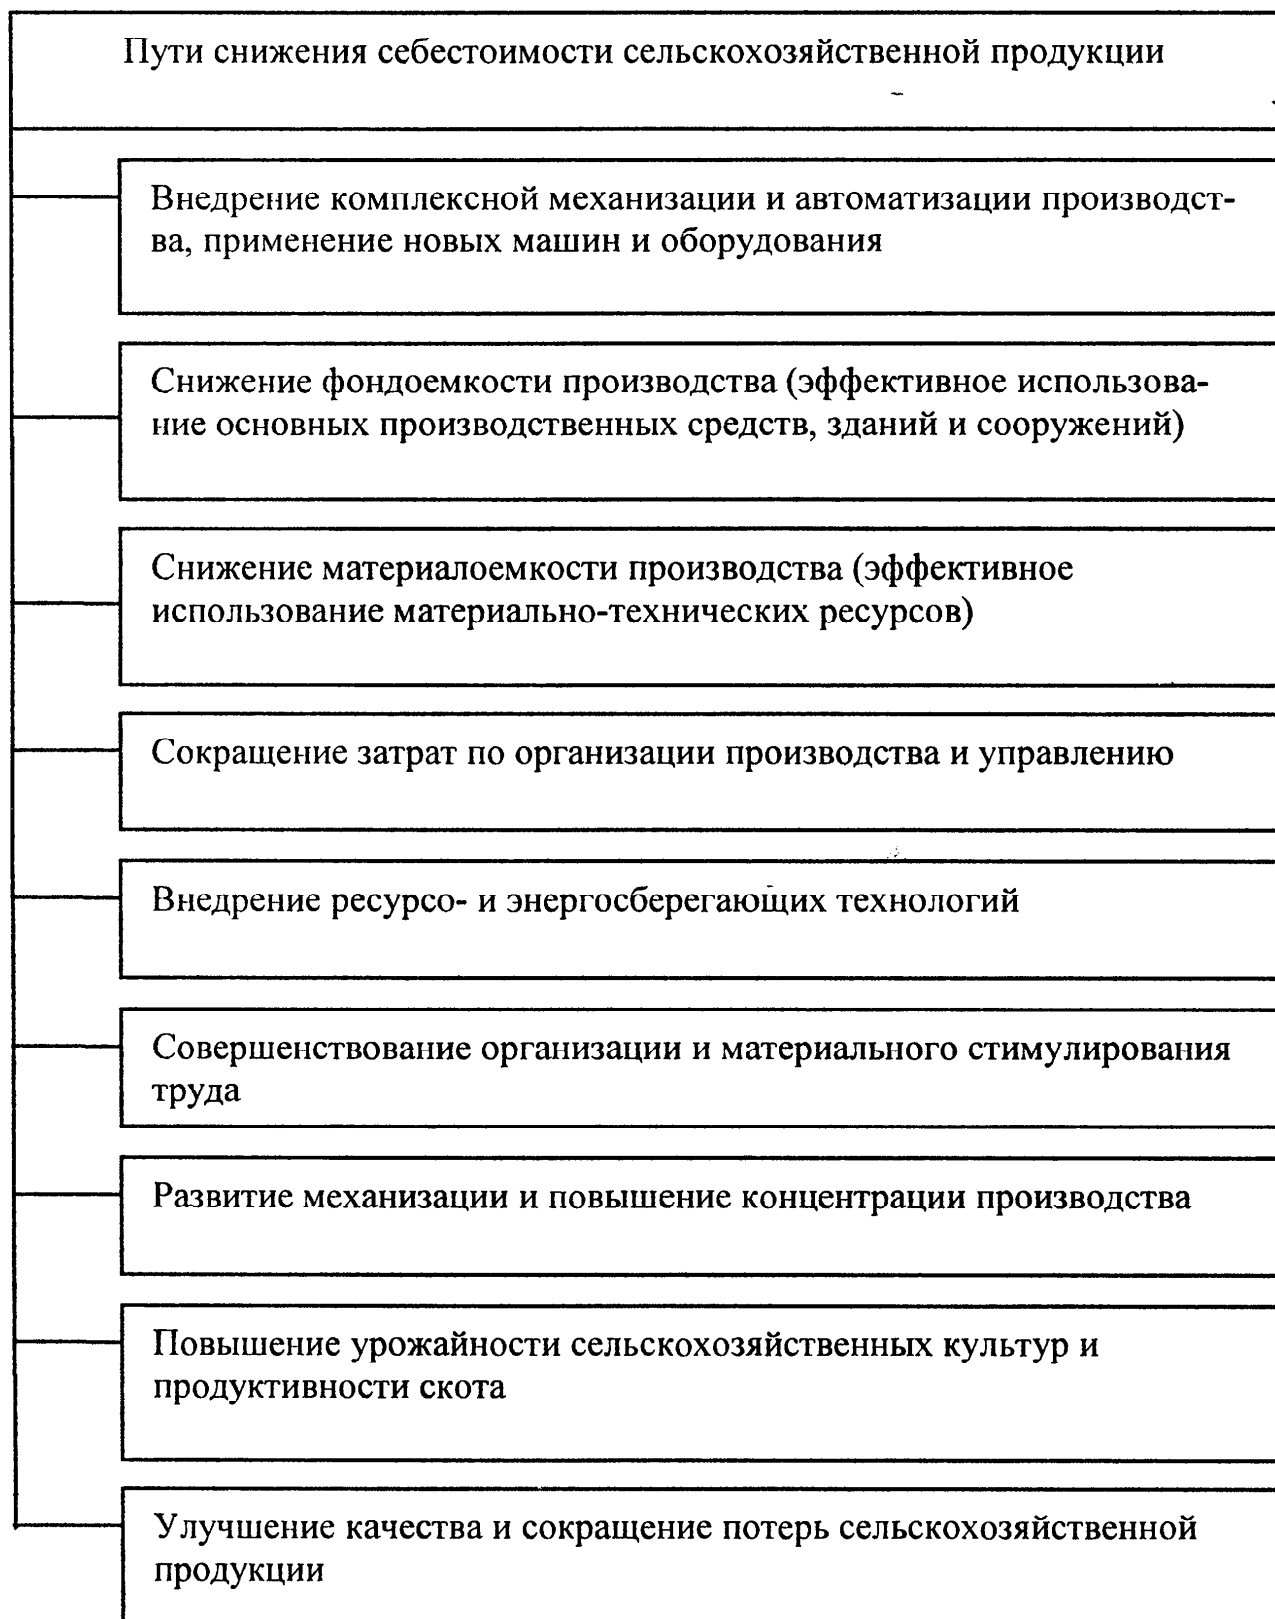 Пути снижения себестоимости сельскохозяйственной продукции
Внедрение комплексной механизации и автоматизации производст-
ва, применение новых машин и оборудования
Снижение фондоемкости производства (эффективное использова-
ние основных производственных средств, зданий и сооружений)
Снижение материалоемкости производства (эффективное
использование материально-технических ресурсов)
Сокращение затрат по организации производства и управлению
Внедрение ресурсо- и энергосберегающих технологий
Совершенствование организации и материального стимулирования
труда
Развитие механизации и повышение концентрации производства
Повышение урожайности сельскохозяйственных культур и
продуктивности скота
Улучшение качества и сокращение потерь сельскохозяйственной
продукции